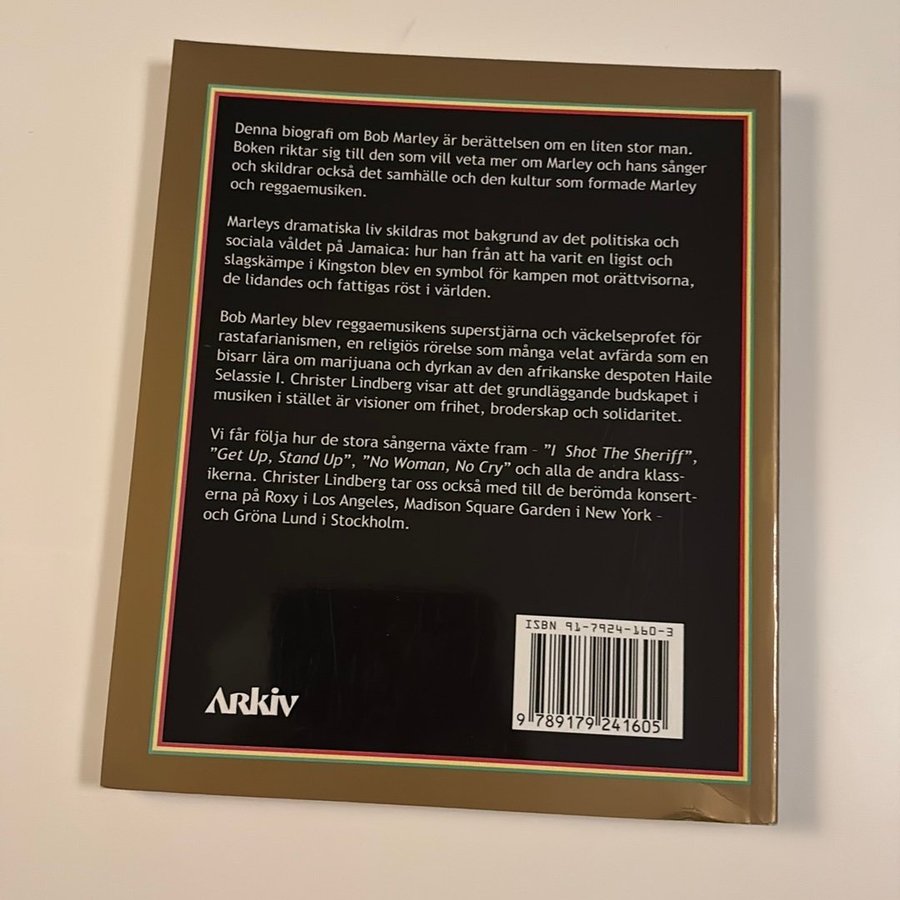 Denna biografi om Bob Marley är berättelsen om en liten stor man.
Boken riktar sig till den som vill veta mer om Marley och hans sånger
och skildrar också det samhälle och den kultur som formade Marley
och reggaemusiken.
Marleys dramatiska liv skildras mot bakgrund av det politiska och
sociala våldet på Jamaica: hur han från att ha varit en ligist och
slagskämpe i Kingston blev en symbol för kampen mot orättvisorna,
de lidandes och fattigas röst i världen.
Bob Marley blev reggaemusikens superstjärna och väckelseprofet för
rastafarianismen, en religiös rörelse som många velat avfärda som en
bisarr lära om marijuana och dyrkan av den afrikanske despoten Haile
Selassie I. Christer Lindberg visar att det grundläggande budskapet i
musiken i stället är visioner om frihet, broderskap och solidaritet.
Vi får följa hur de stora sångerna växte fram – ”I Shot The Sheriff”,
”Get Up, Stand Up”, ”No Woman, No Cry” och alla de andra klass-
ikerna. Christer Lindberg tar oss också med till de berömda konsert-
erna på Roxy i Los Angeles, Madison Square Garden i New York –
och Gröna Lund i Stockholm.
ISBN 91-7924-160-3
9 789179 241605
Arkiv